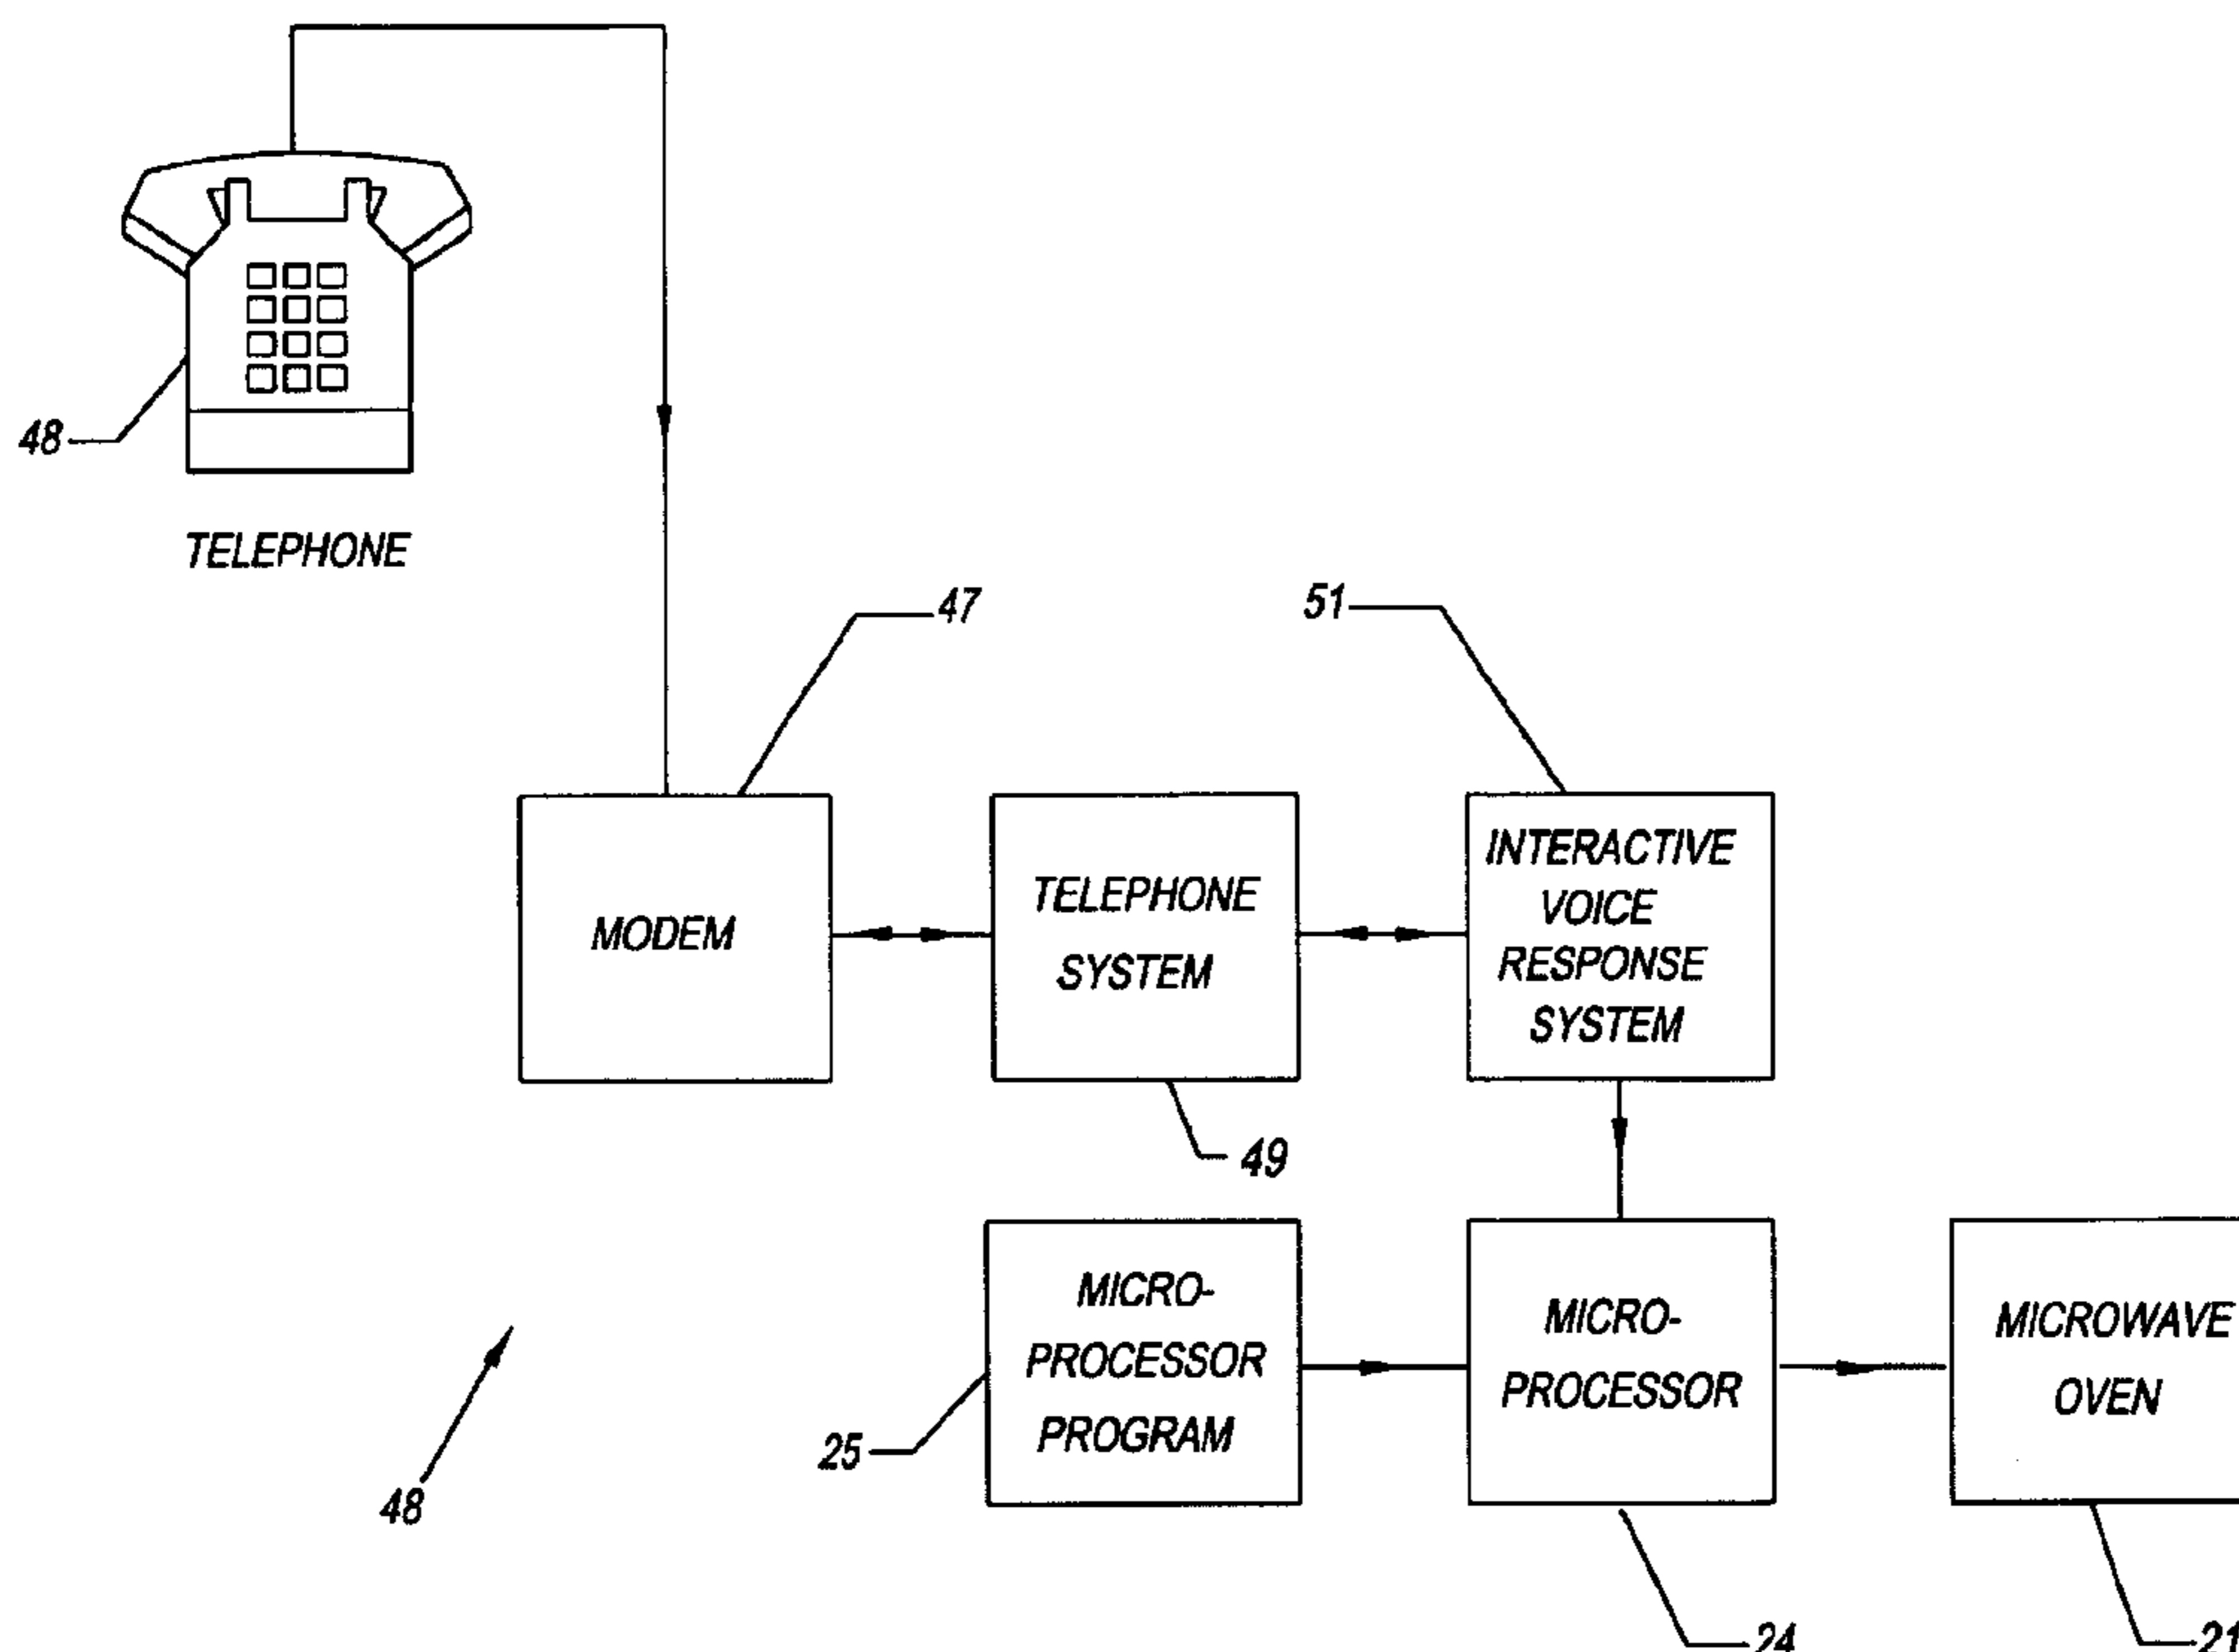 48
TELEPHONE
47
51
MODEM
TELEPHONE
SYSTEM
INTERACTIVE
VOICE
RESPONSE
SYSTEM
49
MICRO-
PROCESSOR
PROGRAM
MICRO-
PROCESSOR
MICROWAVE
OVEN
25
48
24
21